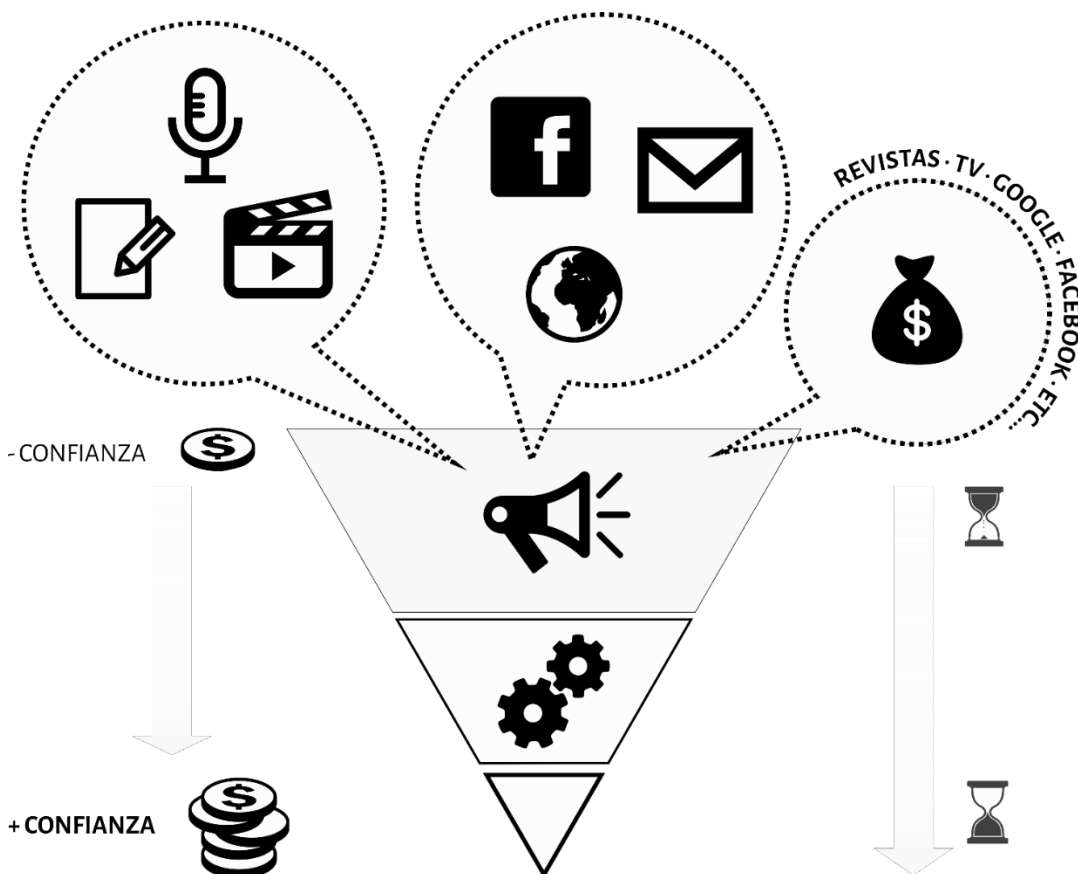 REVISTAS · TV · GOOGLE · FACEBOOK · ETC...
- CONFIANZA
$
f
$
+ CONFIANZA
$